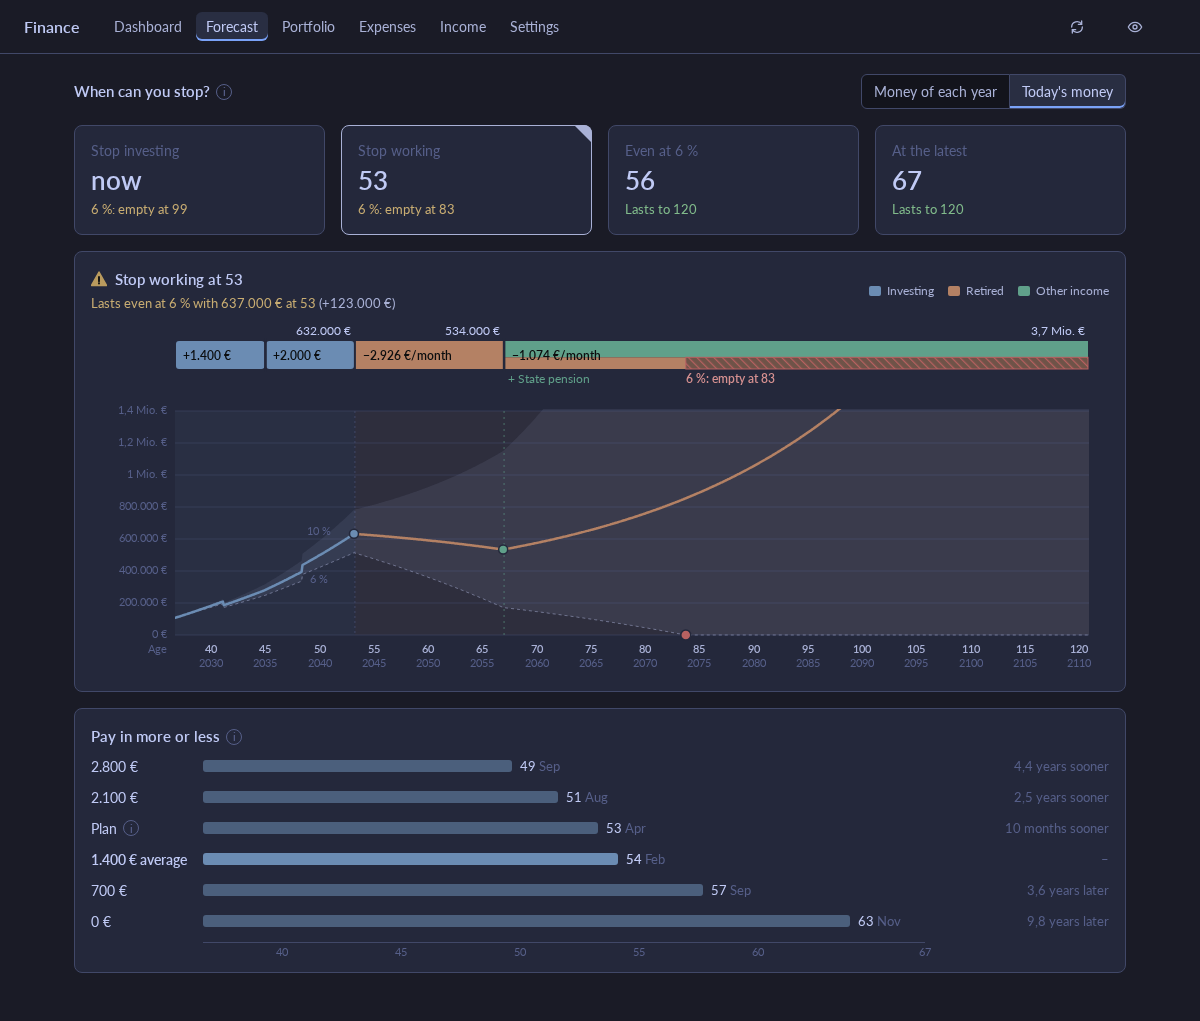 Finance Dashboard Forecast Portfolio Expenses Income Settings
When can you stop? i
Money of each year Today's money
Stop investing
now
6 %: empty at 99
Stop working
53
6 %: empty at 83
Even at 6 %
56
Lasts to 120
At the latest
67
Lasts to 120
Stop working at 53
Lasts even at 6 % with 637.000 € at 53 (+123.000 €)
Investing Retired Other income
632.000 € 534.000 € 3,7 Mio. €
+1.400 € +2.000 € −2.926 €/month −1.074 €/month
+ State pension 6 %: empty at 83
1,4 Mio. €
1,2 Mio. €
1 Mio. €
800.000 €
600.000 €
400.000 €
200.000 €
0 €
10 %
6 %
Age 40 45 50 55 60 65 70 75 80 85 90 95 100 105 110 115 120
2030 2035 2040 2045 2050 2055 2060 2065 2070 2075 2080 2085 2090 2095 2100 2105 2110
Pay in more or less i
2.800 € 49 Sep 4,4 years sooner
2.100 € 51 Aug 2,5 years sooner
Plan i 53 Apr 10 months sooner
1.400 € average 54 Feb –
700 € 57 Sep 3,6 years later
0 € 63 Nov 9,8 years later
40 45 50 55 60 67